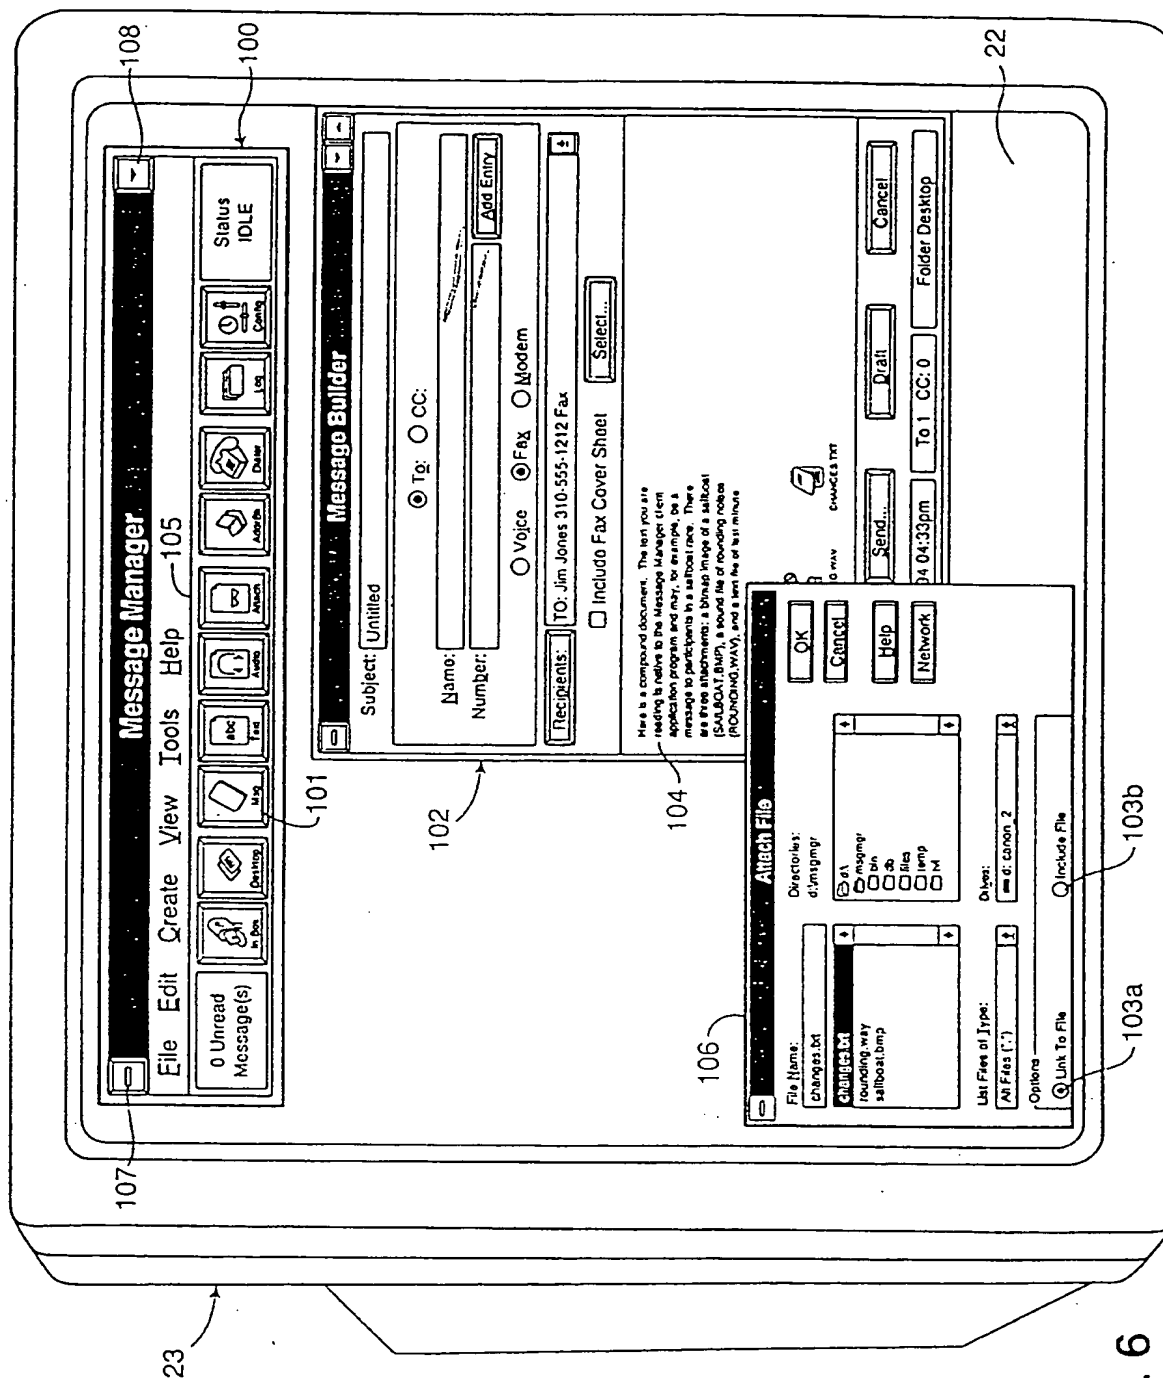 108
100
Message Manager
File Edit Create View Tools Help
105
0 Unread
Message(s)
In Box
Desktop
Msg
abc
Text
Audio
Attach
Addrbk
Dialer
Log
Config
Status
IDLE
107
101
102
Message Builder
Subject: Untitled
To: CC:
Name:
Number:
Add Entry
Voice Fax Modem
Recipients: TO: Jim Jones 310-555-1212 Fax
Include Fax Cover Sheet
Select...
104
Here is a compound document. The text you are
reading is native to the Message Manager client
application program and may, for example, be a
message to participants in a sailboat race. There
are three attachments: a bitmap image of a sailboat
(SAILBOAT.BMP), a sound file of rounding noises
(ROUNDING.WAV), and a text file of last minute
G.WAV
CHANGES.TXT
Send...
Draft
Cancel
94 04:33pm
To 1 CC: 0
Folder Desktop
22
106
Attach File
File Name:
changes.txt
changes.txt
rounding.wav
sailboat.bmp
List Files of Type:
All Files (*.*)
Directories:
d:\msgmgr
d:\
msgmgr
bin
db
files
temp
Drives:
d: canon_2
OK
Cancel
Help
Network
Options
Link To File
Include File
103a
103b
23
. 6